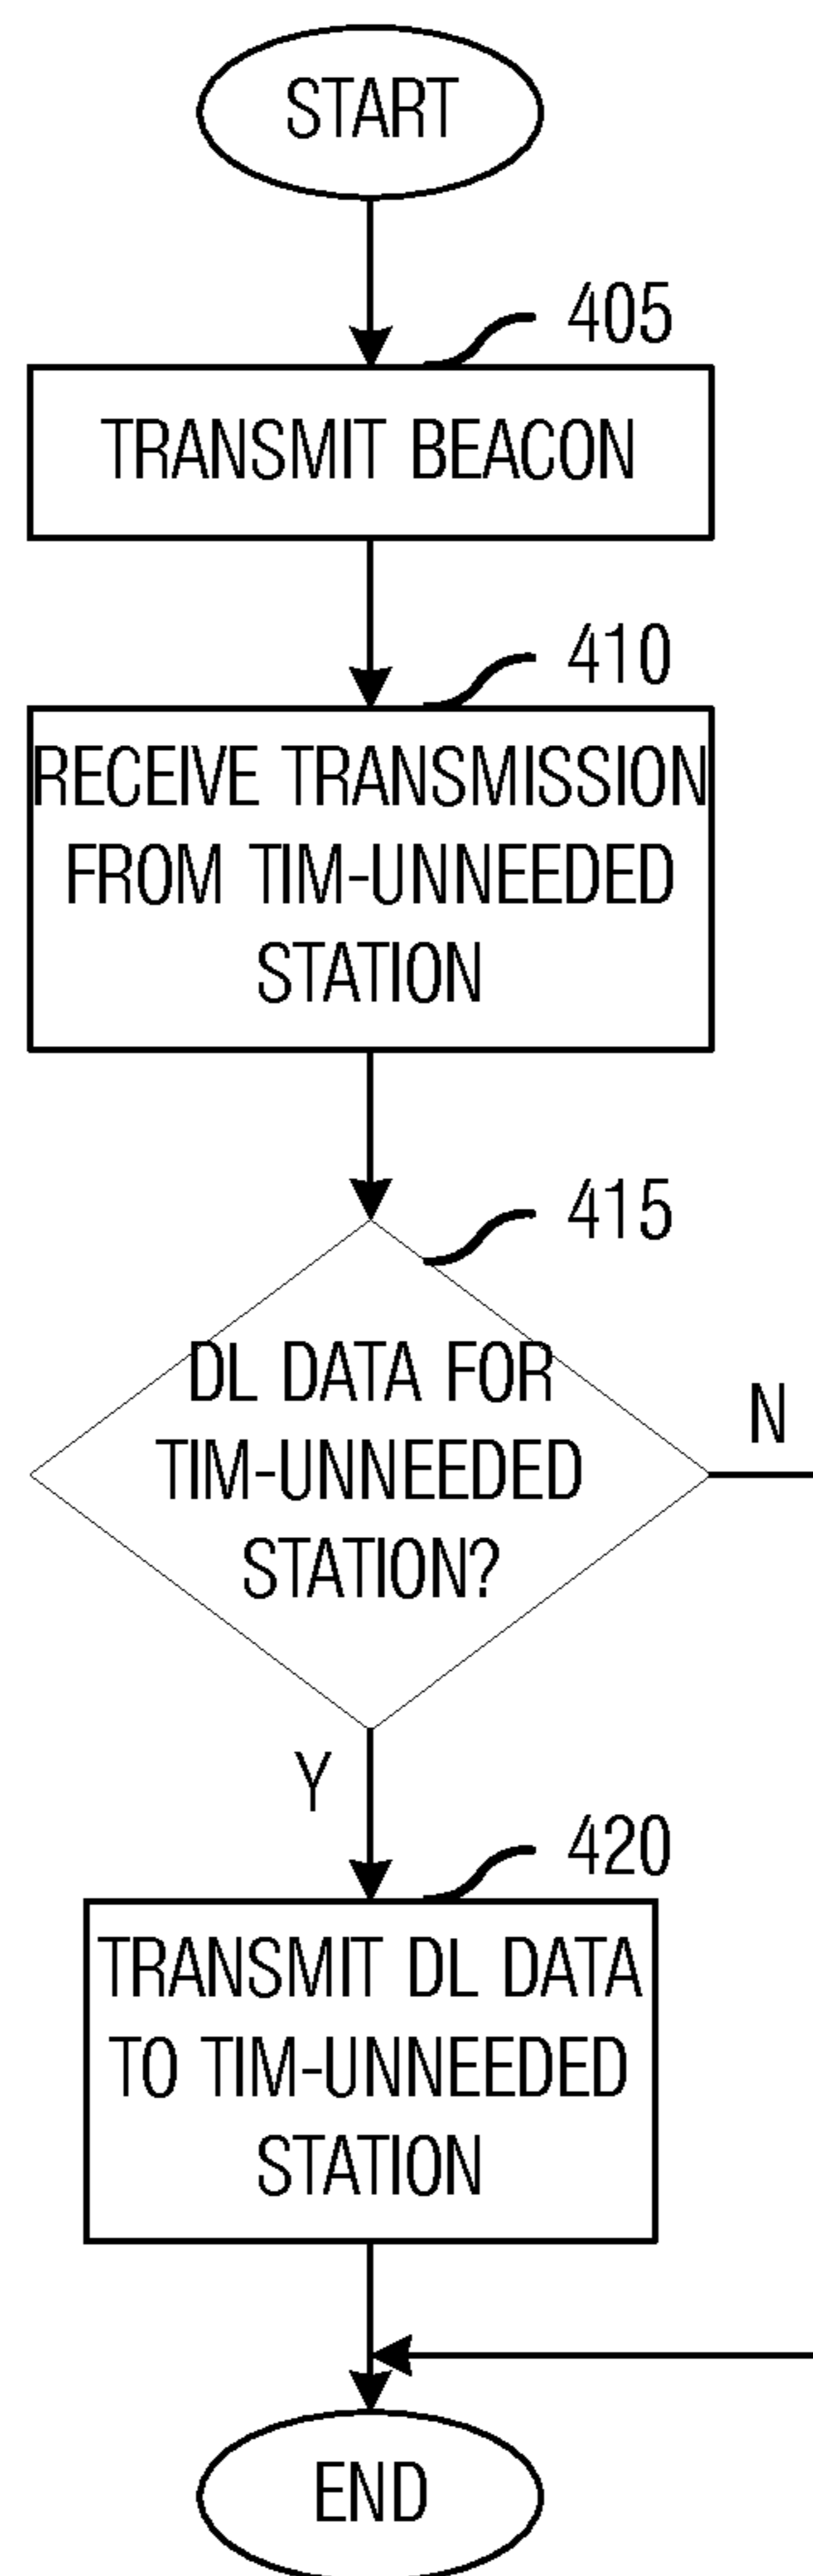 START
405
TRANSMIT BEACON
410
RECEIVE TRANSMISSION
FROM TIM-UNNEEDED
STATION
415
DL DATA FOR
TIM-UNNEEDED
STATION?
N
Y
420
TRANSMIT DL DATA
TO TIM-UNNEEDED
STATION
END